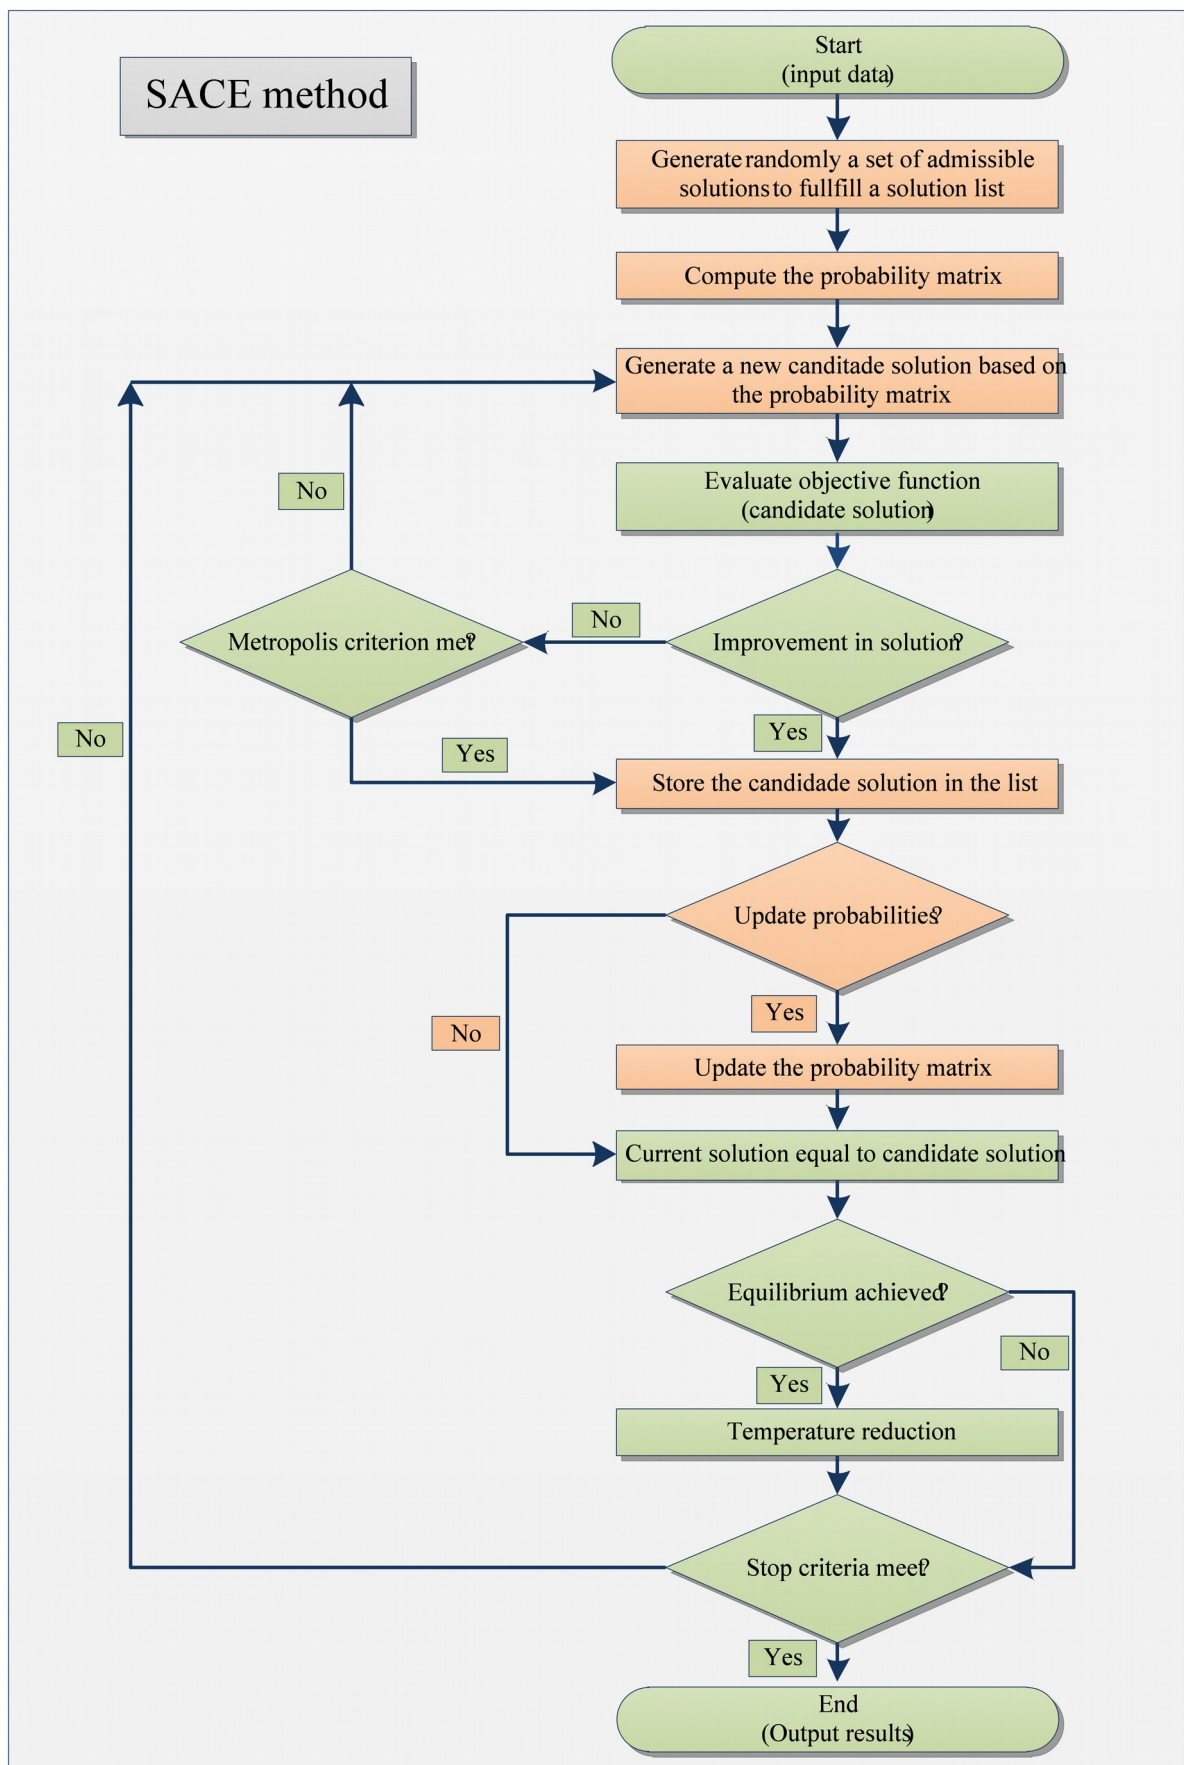 SACE method
Start
(input data)
Generate randomly a set of admissible
solutions to fullfill a solution list
Compute the probability matrix
Generate a new canditade solution based on
the probability matrix
Evaluate objective function
(candidate solution)
No
Metropolis criterion met?
No
Improvement in solution?
No
Yes
Yes
Store the candidade solution in the list
Update probabilities?
No
Yes
Update the probability matrix
Current solution equal to candidate solution
Equilibrium achieved?
No
Yes
Temperature reduction
Stop criteria meet?
Yes
End
(Output results)